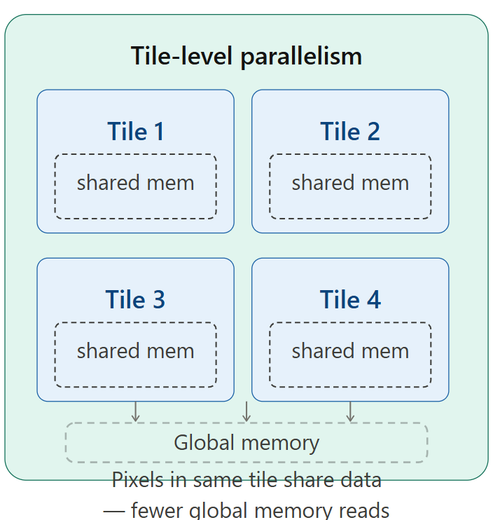 Tile-level parallelism
Tile 1
Tile 2
shared mem
shared mem
Tile 3
Tile 4
shared mem
shared mem
Global memory
Pixels in same tile share data
— fewer global memory reads